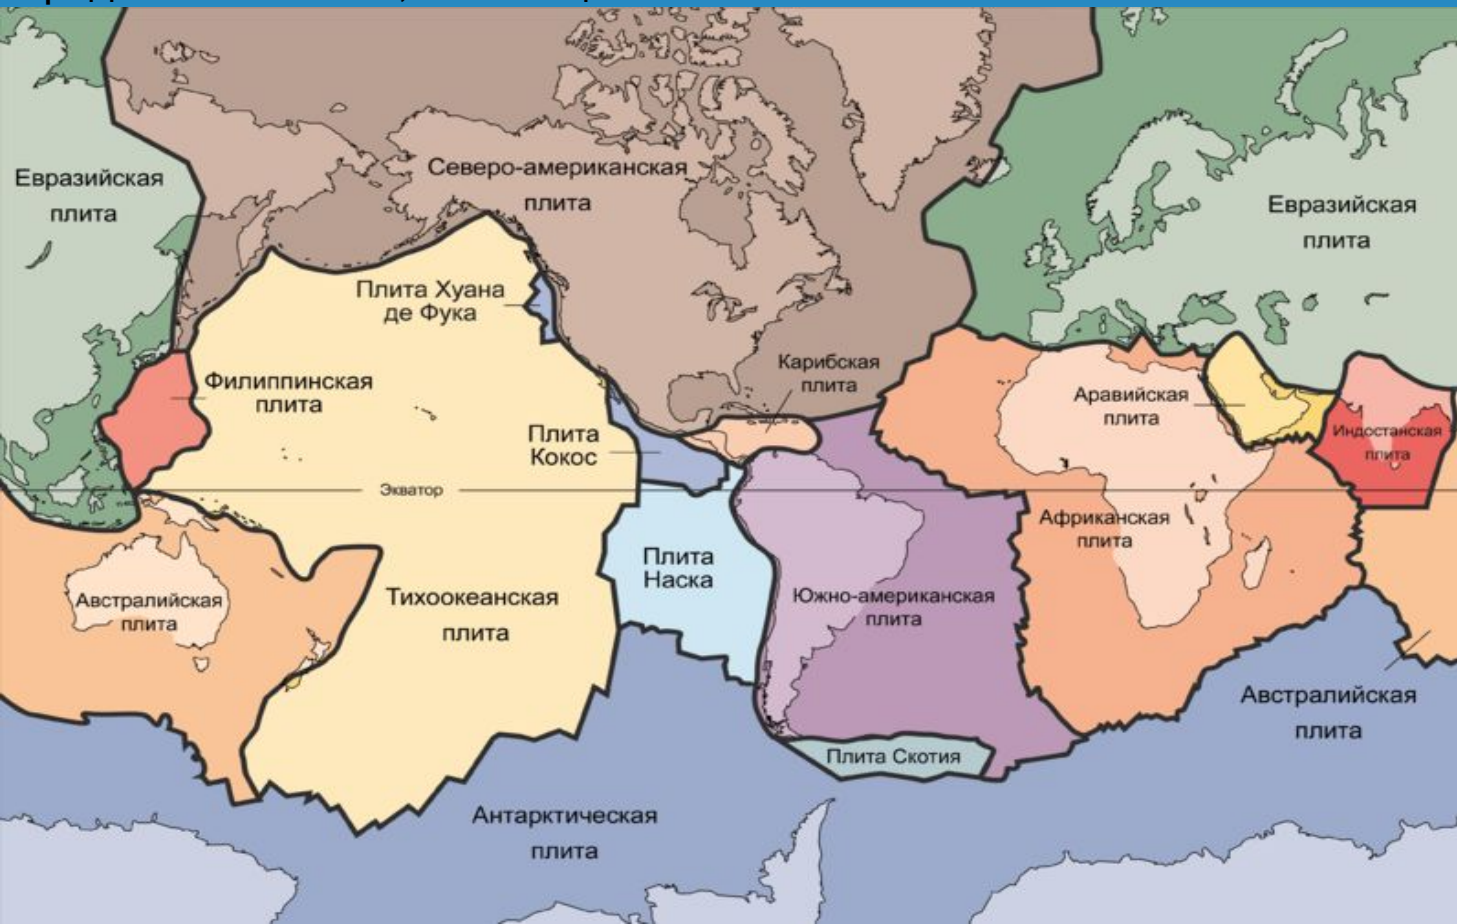 Евразийская
плита
Северо-американская
плита
Евразийская
плита
Плита Хуана
де Фука
Карибская
плита
Филиппинская
плита
Аравийская
плита
Плита
Кокос
Индостанская
плита
Экватор
Африканская
плита
Плита
Наска
Австралийская
плита
Тихоокеанская
плита
Южно-американская
плита
Австралийская
плита
Плита Скотия
Антарктическая
плита